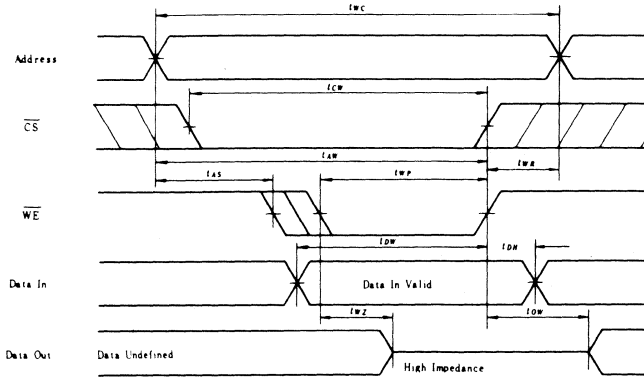 tWC
Address
tCW
CS
tAW
tWR
tAS
tWP
WE
tDW
tDH
Data In
Data In Valid
tWZ
tOW
Data Out
Data Undefined
High Impedance